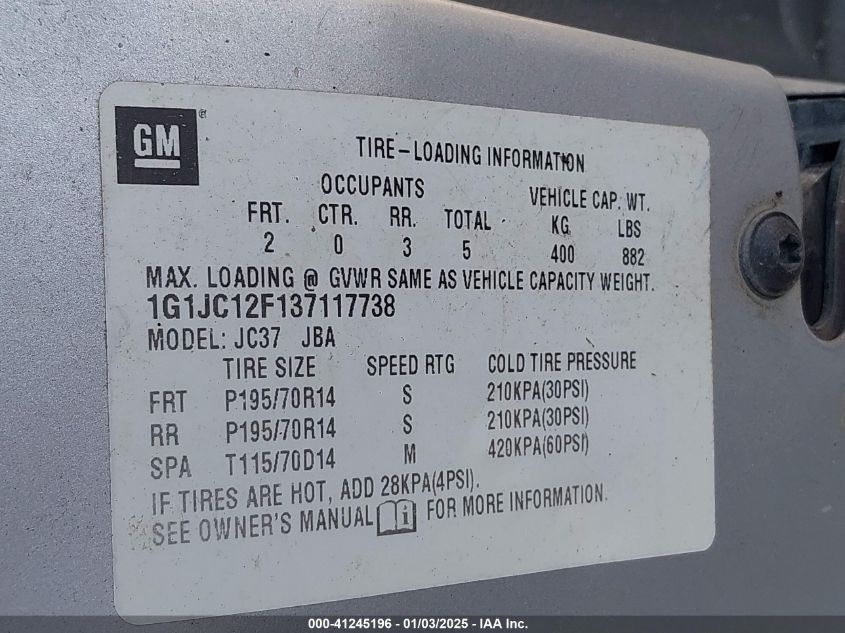 GM ®
TIRE-LOADING INFORMATION
OCCUPANTS VEHICLE CAP. WT.
FRT. CTR. RR. TOTAL KG LBS
2 0 3 5 400 882
MAX. LOADING @ GVWR SAME AS VEHICLE CAPACITY WEIGHT.
1G1JC12F137117738
MODEL: JC37 JBA
TIRE SIZE SPEED RTG COLD TIRE PRESSURE
FRT P195/70R14 S 210KPA(30PSI)
RR P195/70R14 S 210KPA(30PSI)
SPA T115/70D14 M 420KPA(60PSI)
IF TIRES ARE HOT, ADD 28KPA(4PSI).
SEE OWNER'S MANUAL i FOR MORE INFORMATION.
000-41245196 - 01/03/2025 - IAA Inc.